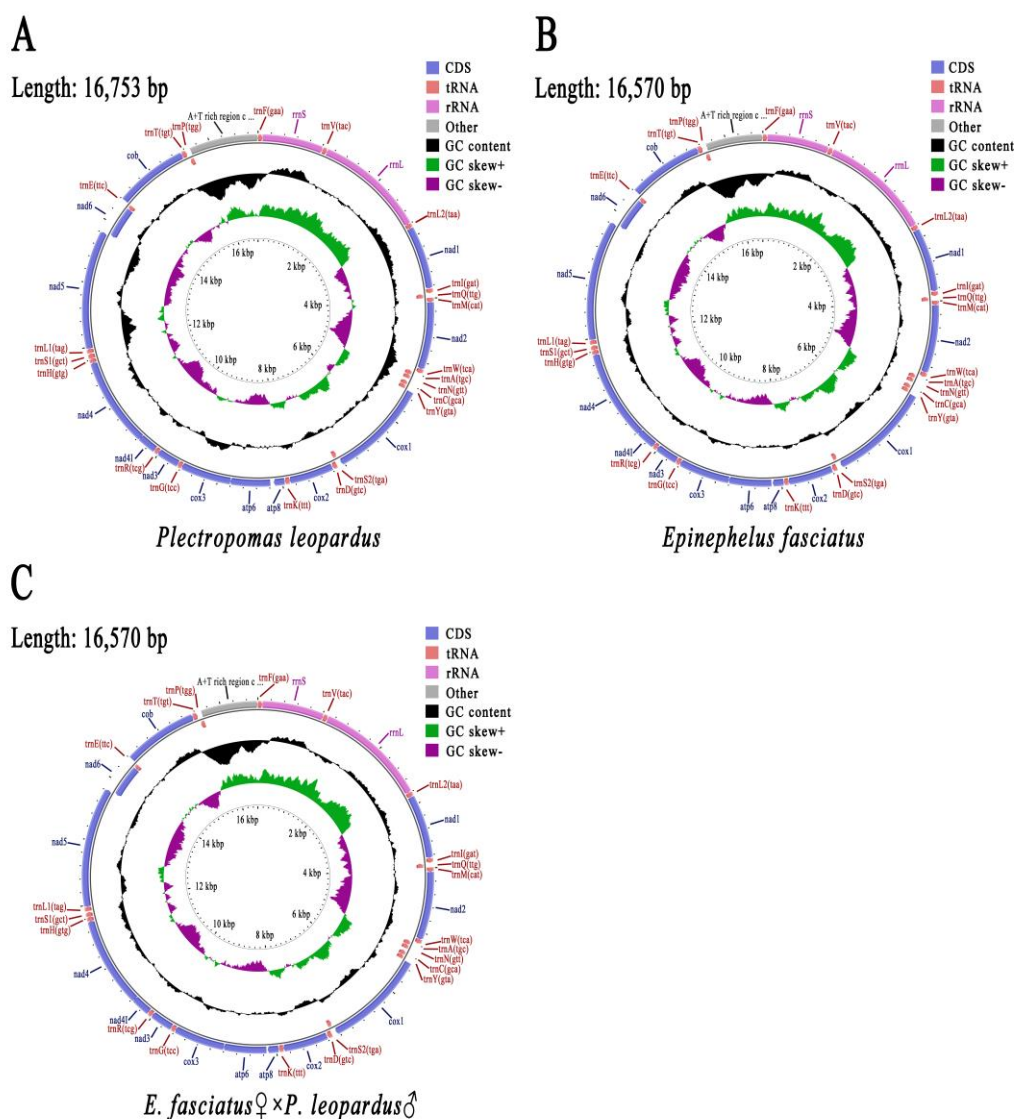 A
Length: 16,753 bp
CDS
tRNA
rRNA
Other
GC content
GC skew+
GC skew-
A+T rich region c ...
trnF(gaa)
rrnS
trnV(tac)
rrnL
trnL2(taa)
nad1
trnI(gat)
trnQ(ttg)
trnM(cat)
nad2
trnW(tca)
trnA(tgc)
trnN(gtt)
trnC(gca)
trnY(gta)
cox1
trnS2(tga)
trnD(gtc)
cox2
trnK(ttt)
atp8
atp6
cox3
trnG(tcc)
nad3
trnR(tcg)
nad4l
nad4
trnH(gtg)
trnS1(gct)
trnL1(tag)
nad5
nad6
trnE(ttc)
cob
trnT(tgt)
trnP(tgg)
2 kbp
4 kbp
6 kbp
8 kbp
10 kbp
12 kbp
14 kbp
16 kbp
Plectropomas leopardus
B
Length: 16,570 bp
CDS
tRNA
rRNA
Other
GC content
GC skew+
GC skew-
A+T rich region c ...
trnF(gaa)
rrnS
trnV(tac)
rrnL
trnL2(taa)
nad1
trnI(gat)
trnQ(ttg)
trnM(cat)
nad2
trnW(tca)
trnA(tgc)
trnN(gtt)
trnC(gca)
trnY(gta)
cox1
trnS2(tga)
trnD(gtc)
cox2
trnK(ttt)
atp8
atp6
cox3
trnG(tcc)
nad3
trnR(tcg)
nad4l
nad4
trnH(gtg)
trnS1(gct)
trnL1(tag)
nad5
nad6
trnE(ttc)
cob
trnT(tgt)
trnP(tgg)
2 kbp
4 kbp
6 kbp
8 kbp
10 kbp
12 kbp
14 kbp
16 kbp
Epinephelus fasciatus
C
Length: 16,570 bp
CDS
tRNA
rRNA
Other
GC content
GC skew+
GC skew-
A+T rich region c ...
trnF(gaa)
rrnS
trnV(tac)
rrnL
trnL2(taa)
nad1
trnI(gat)
trnQ(ttg)
trnM(cat)
nad2
trnW(tca)
trnA(tgc)
trnN(gtt)
trnC(gca)
trnY(gta)
cox1
trnS2(tga)
trnD(gtc)
cox2
trnK(ttt)
atp8
atp6
cox3
trnG(tcc)
nad3
trnR(tcg)
nad4l
nad4
trnH(gtg)
trnS1(gct)
trnL1(tag)
nad5
nad6
trnE(ttc)
cob
trnT(tgt)
trnP(tgg)
2 kbp
4 kbp
6 kbp
8 kbp
10 kbp
12 kbp
14 kbp
16 kbp
E. fasciatus♀×P. leopardus♂